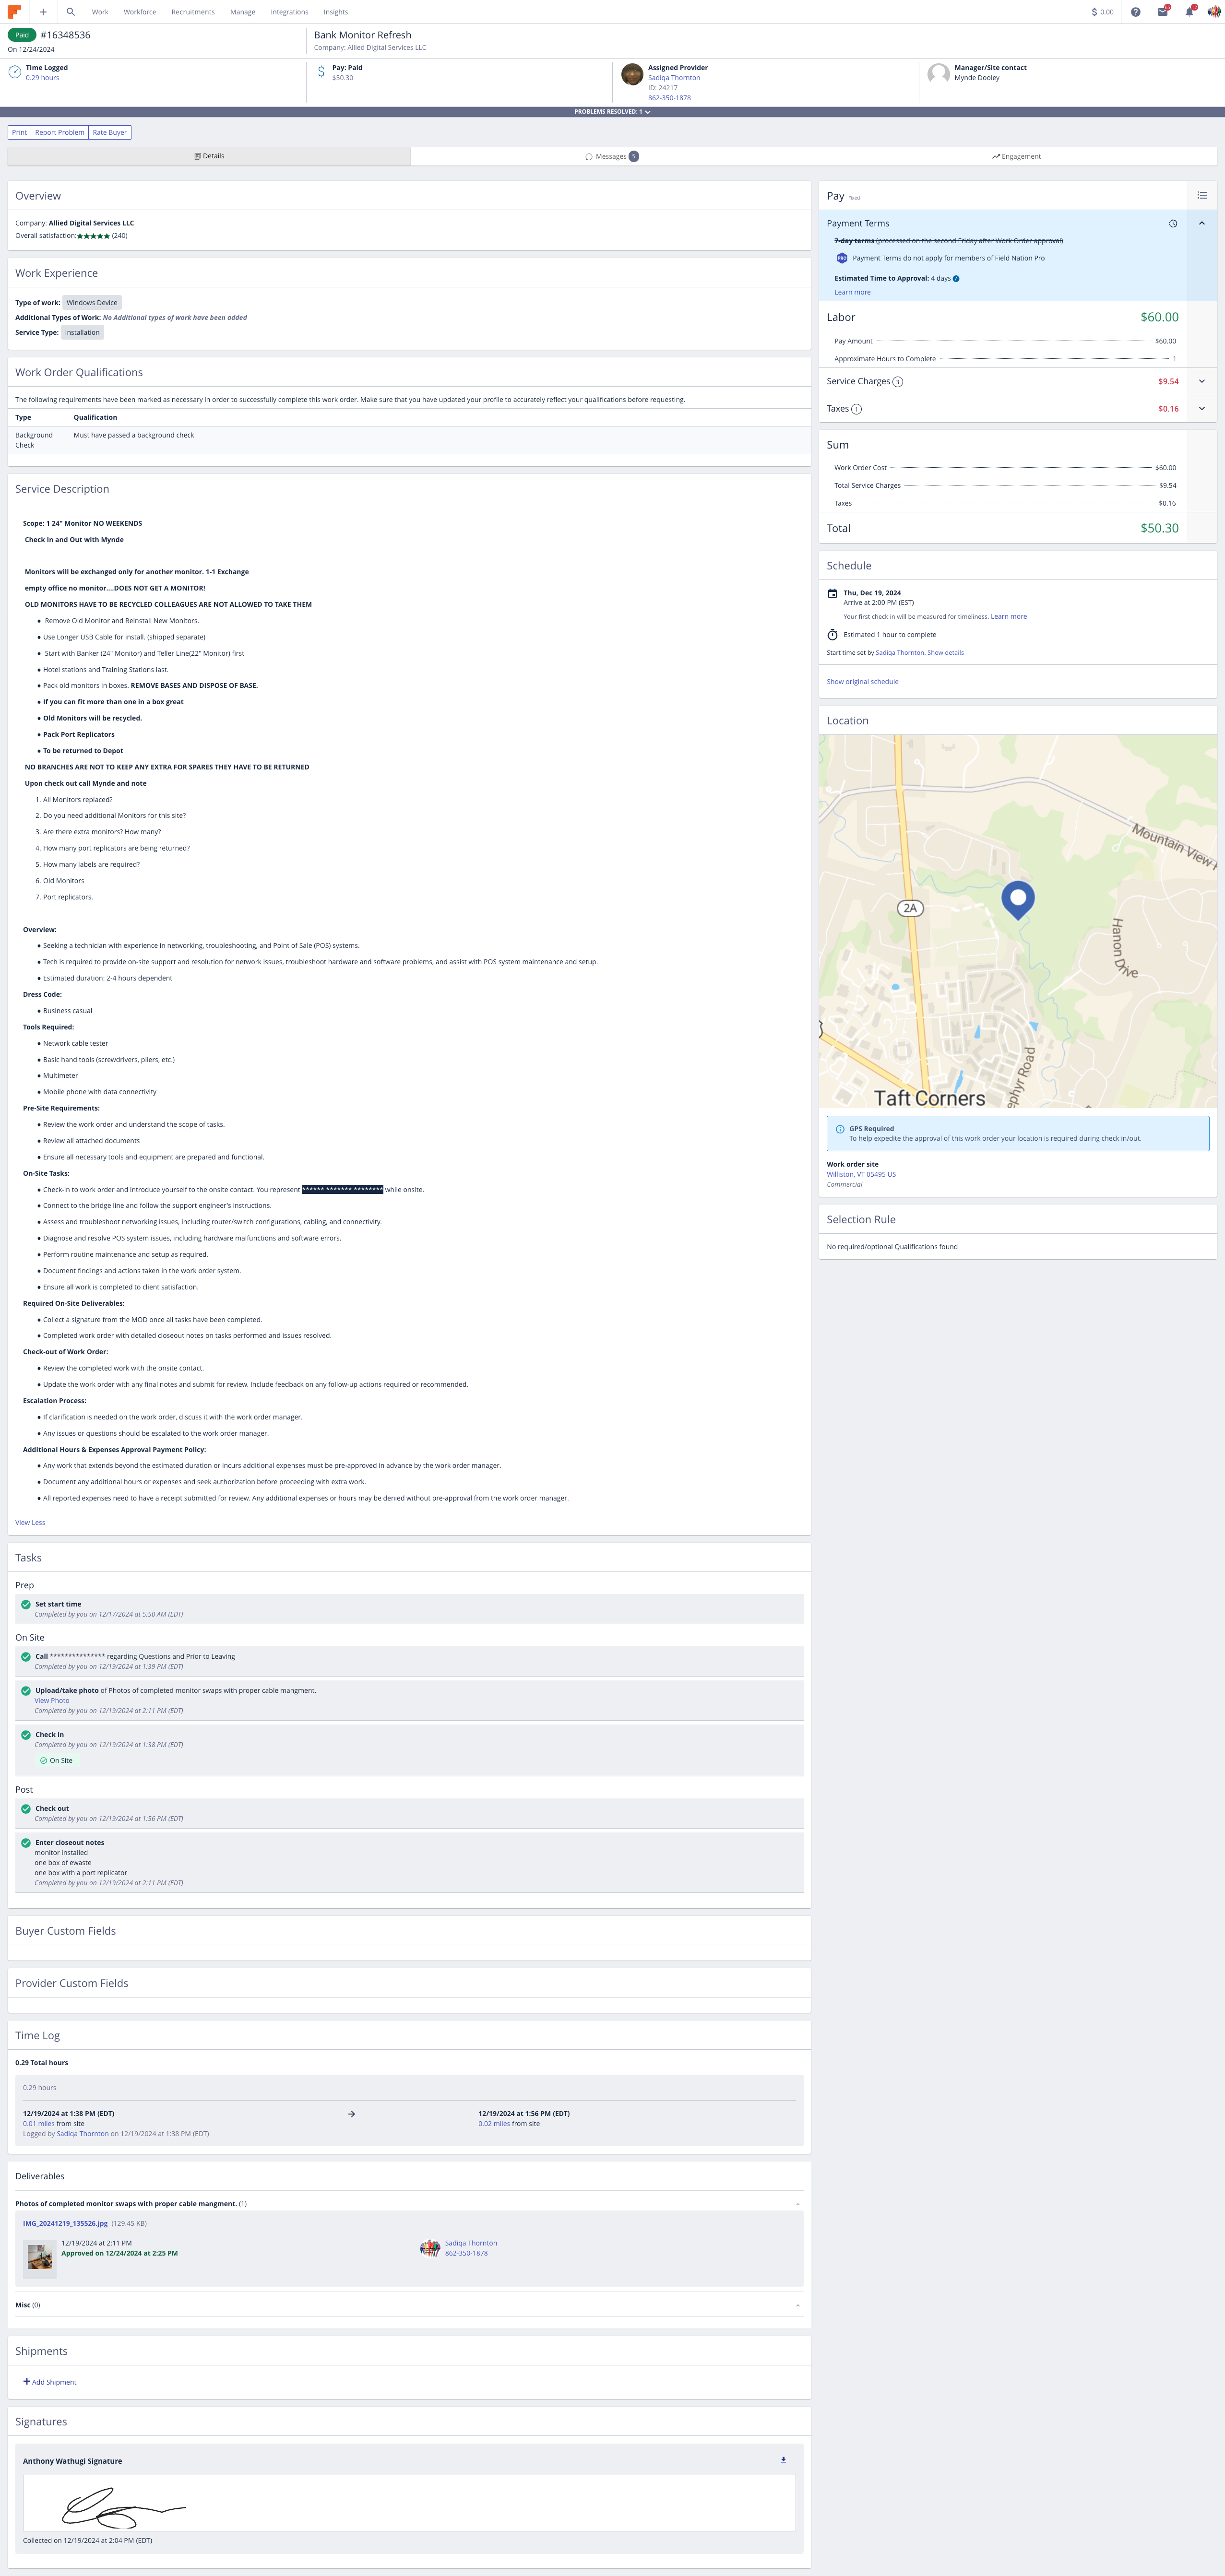 Work Workforce Recruitments Manage Integrations Insights
$ 0.00
Paid #16348536
On 12/24/2024
Bank Monitor Refresh
Company: Allied Digital Services LLC
Time Logged
0.29 hours
Pay: Paid
$50.30
Assigned Provider
Sadiqa Thornton
ID: 24217
862-350-1878
Manager/Site contact
Mynde Dooley
PROBLEMS RESOLVED: 1
Print Report Problem Rate Buyer
Details
Messages 5
Engagement
Overview
Company: Allied Digital Services LLC
Overall satisfaction: ★★★★★ (240)
Work Experience
Type of work: Windows Device
Additional Types of Work: No Additional types of work have been added
Service Type: Installation
Work Order Qualifications
The following requirements have been marked as necessary in order to successfully complete this work order. Make sure that you have updated your profile to accurately reflect your qualifications before requesting.
Type Qualification
Background Check
Must have passed a background check
Service Description
Scope: 1 24" Monitor NO WEEKENDS
Check In and Out with Mynde
Monitors will be exchanged only for another monitor. 1-1 Exchange
empty office no monitor....DOES NOT GET A MONITOR!
OLD MONITORS HAVE TO BE RECYCLED COLLEAGUES ARE NOT ALLOWED TO TAKE THEM
● Remove Old Monitor and Reinstall New Monitors.
● Use Longer USB Cable for install. (shipped separate)
● Start with Banker (24" Monitor) and Teller Line(22" Monitor) first
● Hotel stations and Training Stations last.
● Pack old monitors in boxes. REMOVE BASES AND DISPOSE OF BASE.
● If you can fit more than one in a box great
● Old Monitors will be recycled.
● Pack Port Replicators
● To be returned to Depot
NO BRANCHES ARE NOT TO KEEP ANY EXTRA FOR SPARES THEY HAVE TO BE RETURNED
Upon check out call Mynde and note
1. All Monitors replaced?
2. Do you need additional Monitors for this site?
3. Are there extra monitors? How many?
4. How many port replicators are being returned?
5. How many labels are required?
6. Old Monitors
7. Port replicators.
Overview:
● Seeking a technician with experience in networking, troubleshooting, and Point of Sale (POS) systems.
● Tech is required to provide on-site support and resolution for network issues, troubleshoot hardware and software problems, and assist with POS system maintenance and setup.
● Estimated duration: 2-4 hours dependent
Dress Code:
● Business casual
Tools Required:
● Network cable tester
● Basic hand tools (screwdrivers, pliers, etc.)
● Multimeter
● Mobile phone with data connectivity
Pre-Site Requirements:
● Review the work order and understand the scope of tasks.
● Review all attached documents
● Ensure all necessary tools and equipment are prepared and functional.
On-Site Tasks:
● Check-in to work order and introduce yourself to the onsite contact. You represent ****** ******* ******** while onsite.
● Connect to the bridge line and follow the support engineer's instructions.
● Assess and troubleshoot networking issues, including router/switch configurations, cabling, and connectivity.
● Diagnose and resolve POS system issues, including hardware malfunctions and software errors.
● Perform routine maintenance and setup as required.
● Document findings and actions taken in the work order system.
● Ensure all work is completed to client satisfaction.
Required On-Site Deliverables:
● Collect a signature from the MOD once all tasks have been completed.
● Completed work order with detailed closeout notes on tasks performed and issues resolved.
Check-out of Work Order:
● Review the completed work with the onsite contact.
● Update the work order with any final notes and submit for review. Include feedback on any follow-up actions required or recommended.
Escalation Process:
● If clarification is needed on the work order, discuss it with the work order manager.
● Any issues or questions should be escalated to the work order manager.
Additional Hours & Expenses Approval Payment Policy:
● Any work that extends beyond the estimated duration or incurs additional expenses must be pre-approved in advance by the work order manager.
● Document any additional hours or expenses and seek authorization before proceeding with extra work.
● All reported expenses need to have a receipt submitted for review. Any additional expenses or hours may be denied without pre-approval from the work order manager.
View Less
Tasks
Prep
Set start time
Completed by you on 12/17/2024 at 5:50 AM (EDT)
On Site
Call *************** regarding Questions and Prior to Leaving
Completed by you on 12/19/2024 at 1:39 PM (EDT)
Upload/take photo of Photos of completed monitor swaps with proper cable mangment.
View Photo
Completed by you on 12/19/2024 at 2:11 PM (EDT)
Check in
Completed by you on 12/19/2024 at 1:38 PM (EDT)
On Site
Post
Check out
Completed by you on 12/19/2024 at 1:56 PM (EDT)
Enter closeout notes
monitor installed
one box of ewaste
one box with a port replicator
Completed by you on 12/19/2024 at 2:11 PM (EDT)
Buyer Custom Fields
Provider Custom Fields
Time Log
0.29 Total hours
0.29 hours
12/19/2024 at 1:38 PM (EDT)
0.01 miles from site
Logged by Sadiqa Thornton on 12/19/2024 at 1:38 PM (EDT)
12/19/2024 at 1:56 PM (EDT)
0.02 miles from site
Deliverables
Photos of completed monitor swaps with proper cable mangment. (1)
IMG_20241219_135526.jpg (129.45 KB)
12/19/2024 at 2:11 PM
Approved on 12/24/2024 at 2:25 PM
Sadiqa Thornton
862-350-1878
Misc (0)
Shipments
+ Add Shipment
Signatures
Anthony Wathugi Signature
Collected on 12/19/2024 at 2:04 PM (EDT)
Pay Fixed
Payment Terms
7-day terms (processed on the second Friday after Work Order approval)
PRO Payment Terms do not apply for members of Field Nation Pro
Estimated Time to Approval: 4 days
Learn more
Labor $60.00
Pay Amount $60.00
Approximate Hours to Complete 1
Service Charges 3 $9.54
Taxes 1 $0.16
Sum
Work Order Cost $60.00
Total Service Charges $9.54
Taxes $0.16
Total $50.30
Schedule
Thu, Dec 19, 2024
Arrive at 2:00 PM (EST)
Your first check in will be measured for timeliness. Learn more
Estimated 1 hour to complete
Start time set by Sadiqa Thornton. Show details
Show original schedule
Location
Mountain View
2A
Hanon Drive
ephyr Road
Taft Corners
GPS Required
To help expedite the approval of this work order your location is required during check in/out.
Work order site
Williston, VT 05495 US
Commercial
Selection Rule
No required/optional Qualifications found